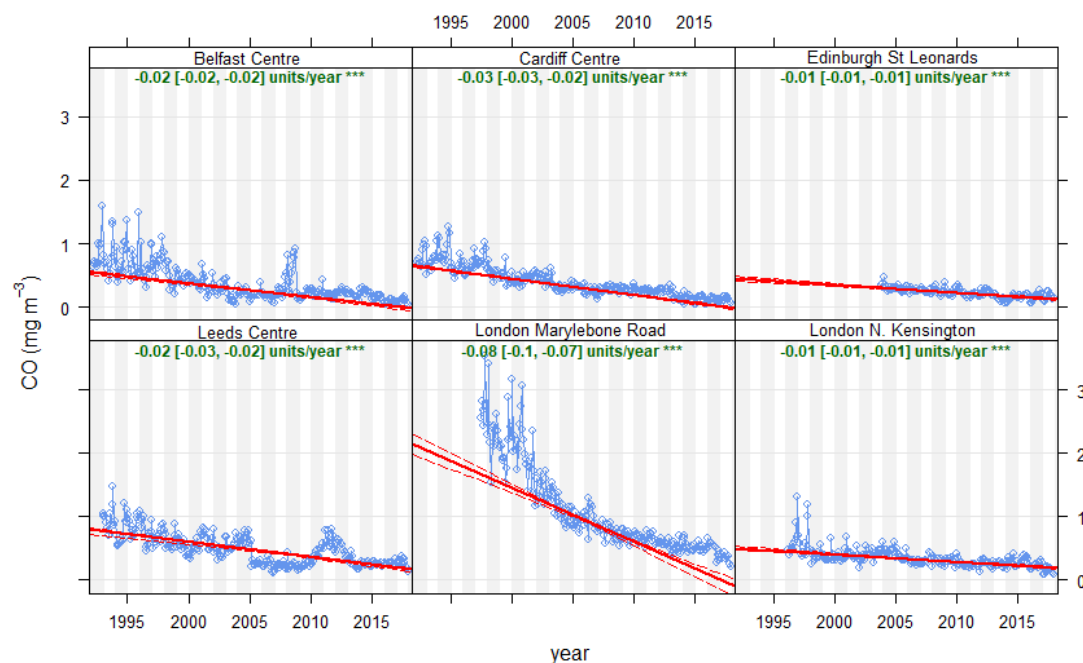 1995 2000 2005 2010 2015
Belfast Centre Cardiff Centre Edinburgh St Leonards
-0.02 [-0.02, -0.02] units/year *** -0.03 [-0.03, -0.02] units/year *** -0.01 [-0.01, -0.01] units/year ***
3
2
1
0
Leeds Centre London Marylebone Road London N. Kensington
-0.02 [-0.03, -0.02] units/year *** -0.08 [-0.1, -0.07] units/year *** -0.01 [-0.01, -0.01] units/year ***
3
2
1
0
CO (mg m⁻³)
1995 2000 2005 2010 2015 1995 2000 2005 2010 2015
year